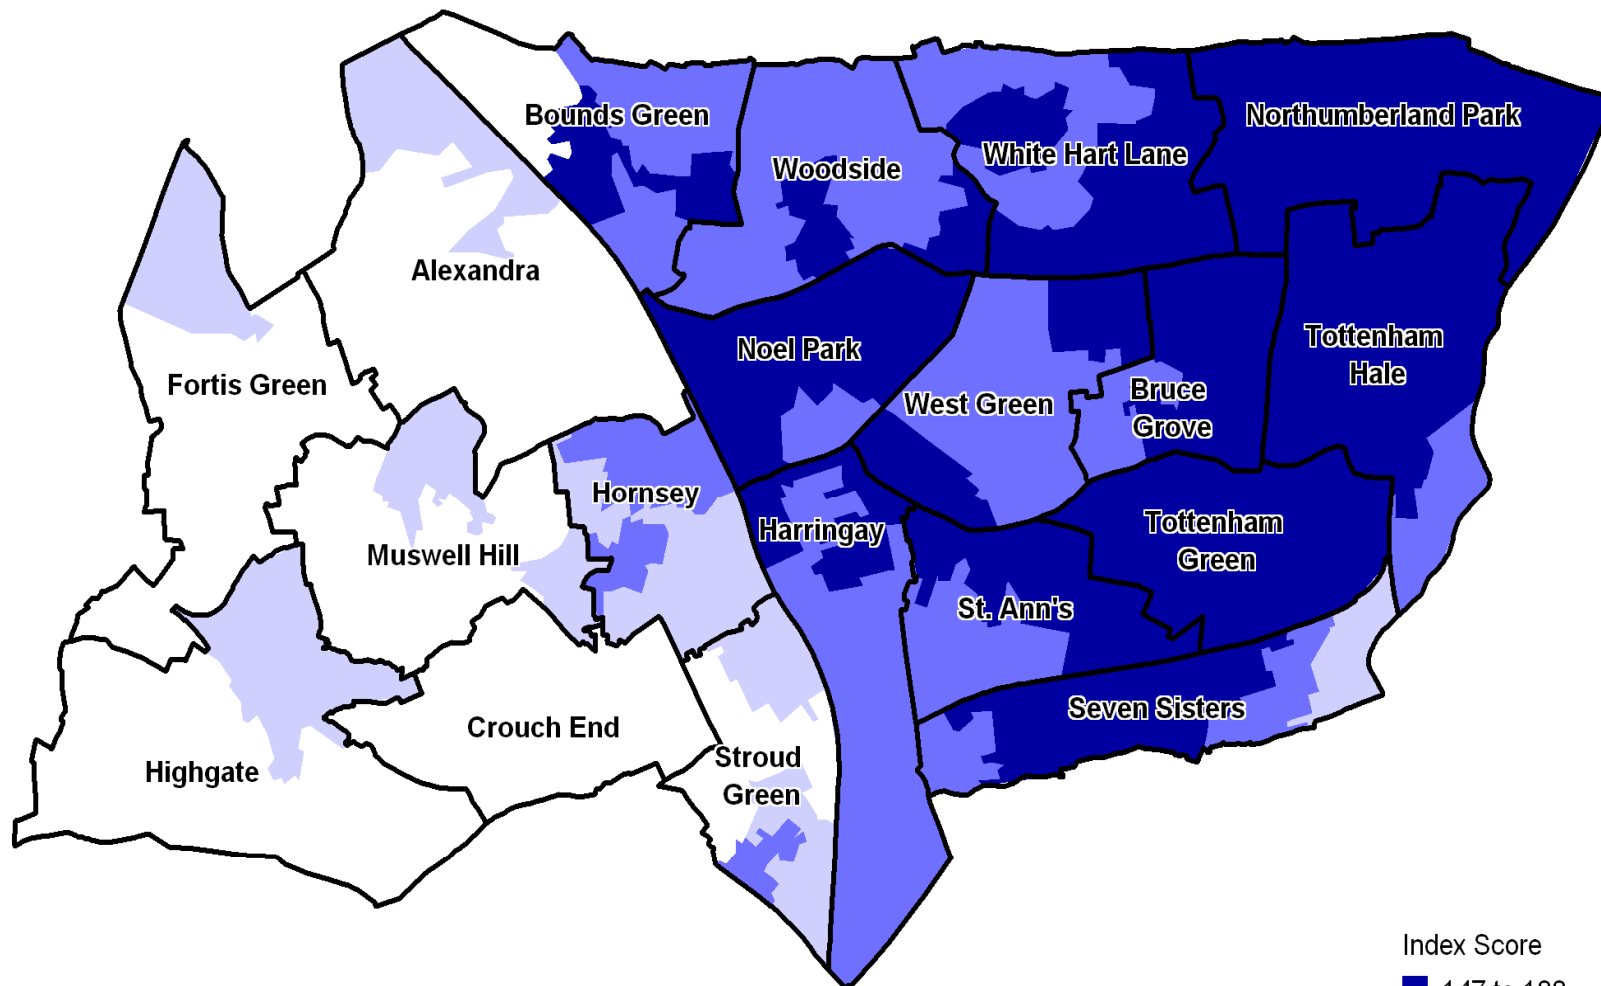 Bounds Green
Northumberland Park
White Hart Lane
Woodside
Alexandra
Noel Park
Tottenham
Hale
Fortis Green
West Green
Bruce
Grove
Hornsey
Harringay
Tottenham
Green
Muswell Hill
St. Ann's
Seven Sisters
Crouch End
Stroud
Green
Highgate
Index Score